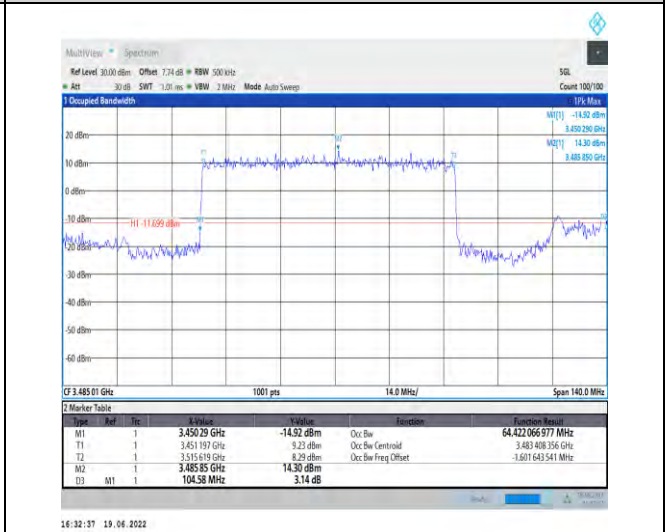 MultiView Spectrum
Ref Level 30.00 dBm Offset 7.74 dB RBW 500 kHz SGL
Att 30 dB SWT 1.01 ms VBW 2 MHz Mode Auto Sweep Count 100/100
1 Occupied Bandwidth 1Pk Max
M1[1] -14.92 dBm
3.450 290 GHz
M2[1] 14.30 dBm
3.485 850 GHz
20 dBm
10 dBm
0 dBm
-10 dBm
H1 -11.699 dBm
-20 dBm
-30 dBm
-40 dBm
-50 dBm
-60 dBm
CF 3.485 01 GHz 1001 pts 14.0 MHz/ Span 140.0 MHz
2 Marker Table
Type Ref Trc X-Value Y-Value Function Function Result
M1 1 3.450 29 GHz -14.92 dBm Occ Bw 64.422 066 977 MHz
T1 1 3.451 197 GHz 9.23 dBm Occ Bw Centroid 3.483 408 356 GHz
T2 1 3.515 619 GHz 8.29 dBm Occ Bw Freq Offset -1.601 643 541 MHz
M2 1 3.485 85 GHz 14.30 dBm
D3 M1 1 104.58 MHz 3.14 dB
16:32:37 19.06.2022